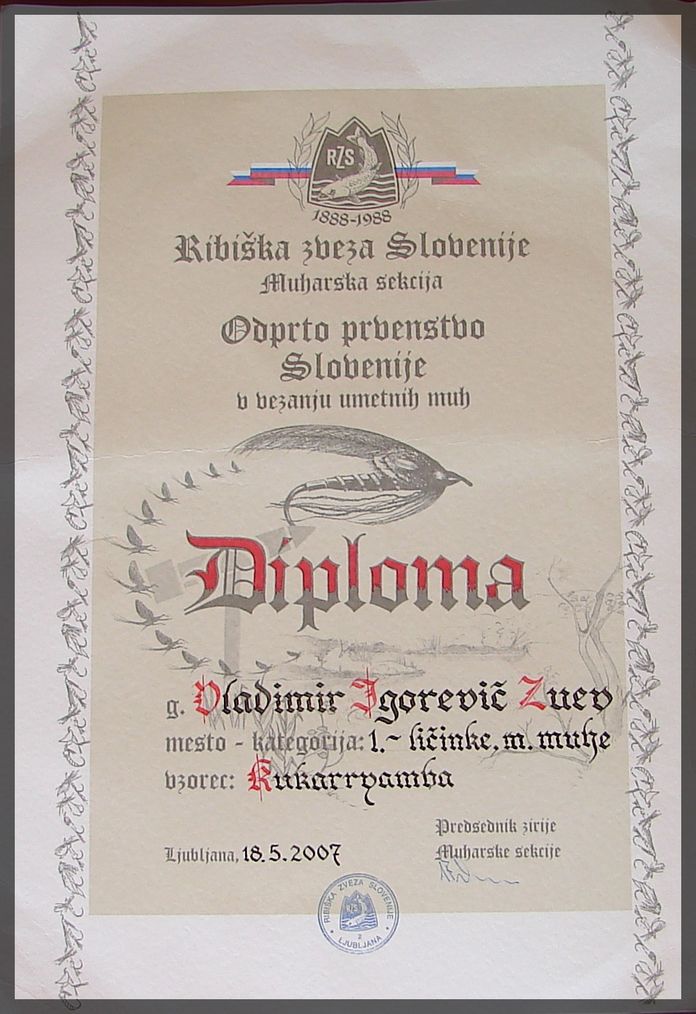 RZS
1888-1988
Ribiška zveza Slovenije
Muharska sekcija
Odprto prvenstvo
Slovenije
v vezanju umetnih muh
Diploma
g. Vladimir Igorevič Zuev
mesto - kategorija: 1.- ličinke, m. muhe
vzorec: Kukarryamba
Predsednik žirije
Ljubljana, 18.5.2007 Muharske sekcije
RIBIŠKA ZVEZA SLOVENIJE
2
LJUBLJANA